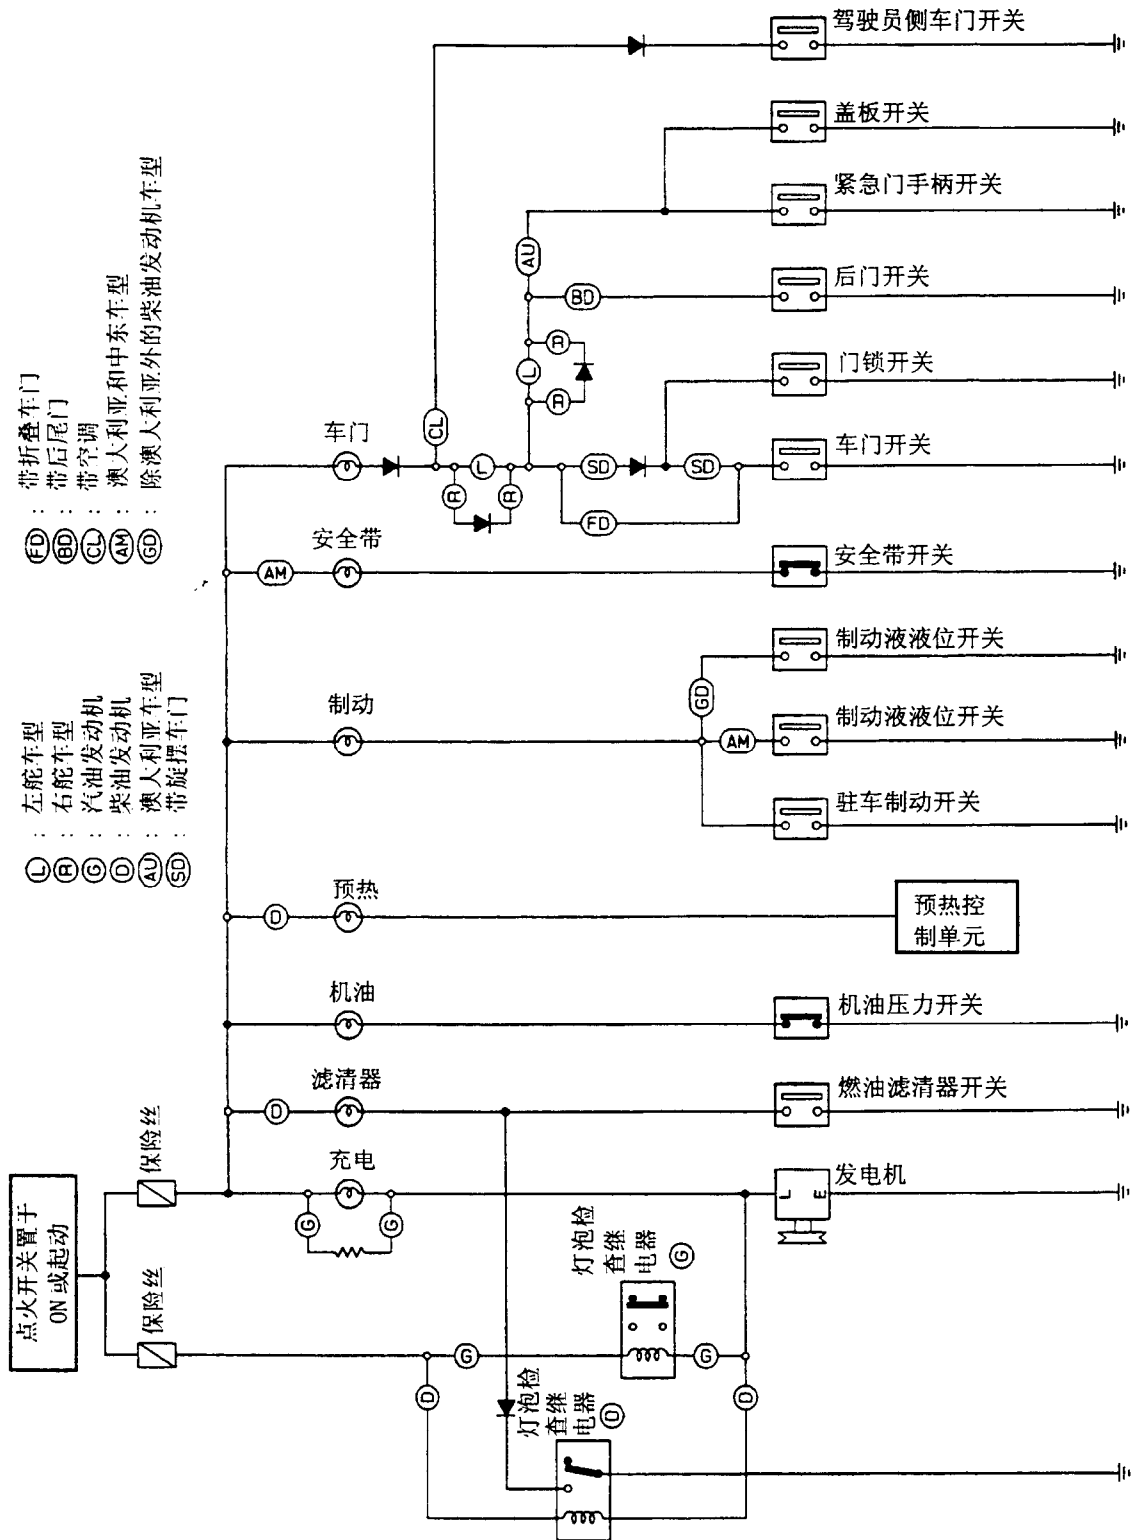 FD : 带折叠车门
BD : 带后尾门
CL : 带空调
AM : 澳大利亚和中东车型
GD : 除澳大利亚外的柴油发动机车型
L : 左舵车型
R : 右舵车型
G : 汽油发动机
D : 柴油发动机
AU : 澳大利亚车型
SD : 带旋摆车门
驾驶员侧车门开关
盖板开关
紧急门手柄开关
AU
后门开关
BD
R
L
R
门锁开关
CL
车门
L
R
R
SD
SD
FD
车门开关
安全带
AM
安全带开关
制动液液位开关
GD
制动
AM
制动液液位开关
驻车制动开关
预热
D
预热控
制单元
机油
机油压力开关
滤清器
D
燃油滤清器开关
点火开关置于
ON 或起动
保险丝
保险丝
充电
G
G
L
E
发电机
灯泡检
查继
电器 G
G
G
D
D
灯泡检
查继
电器 D